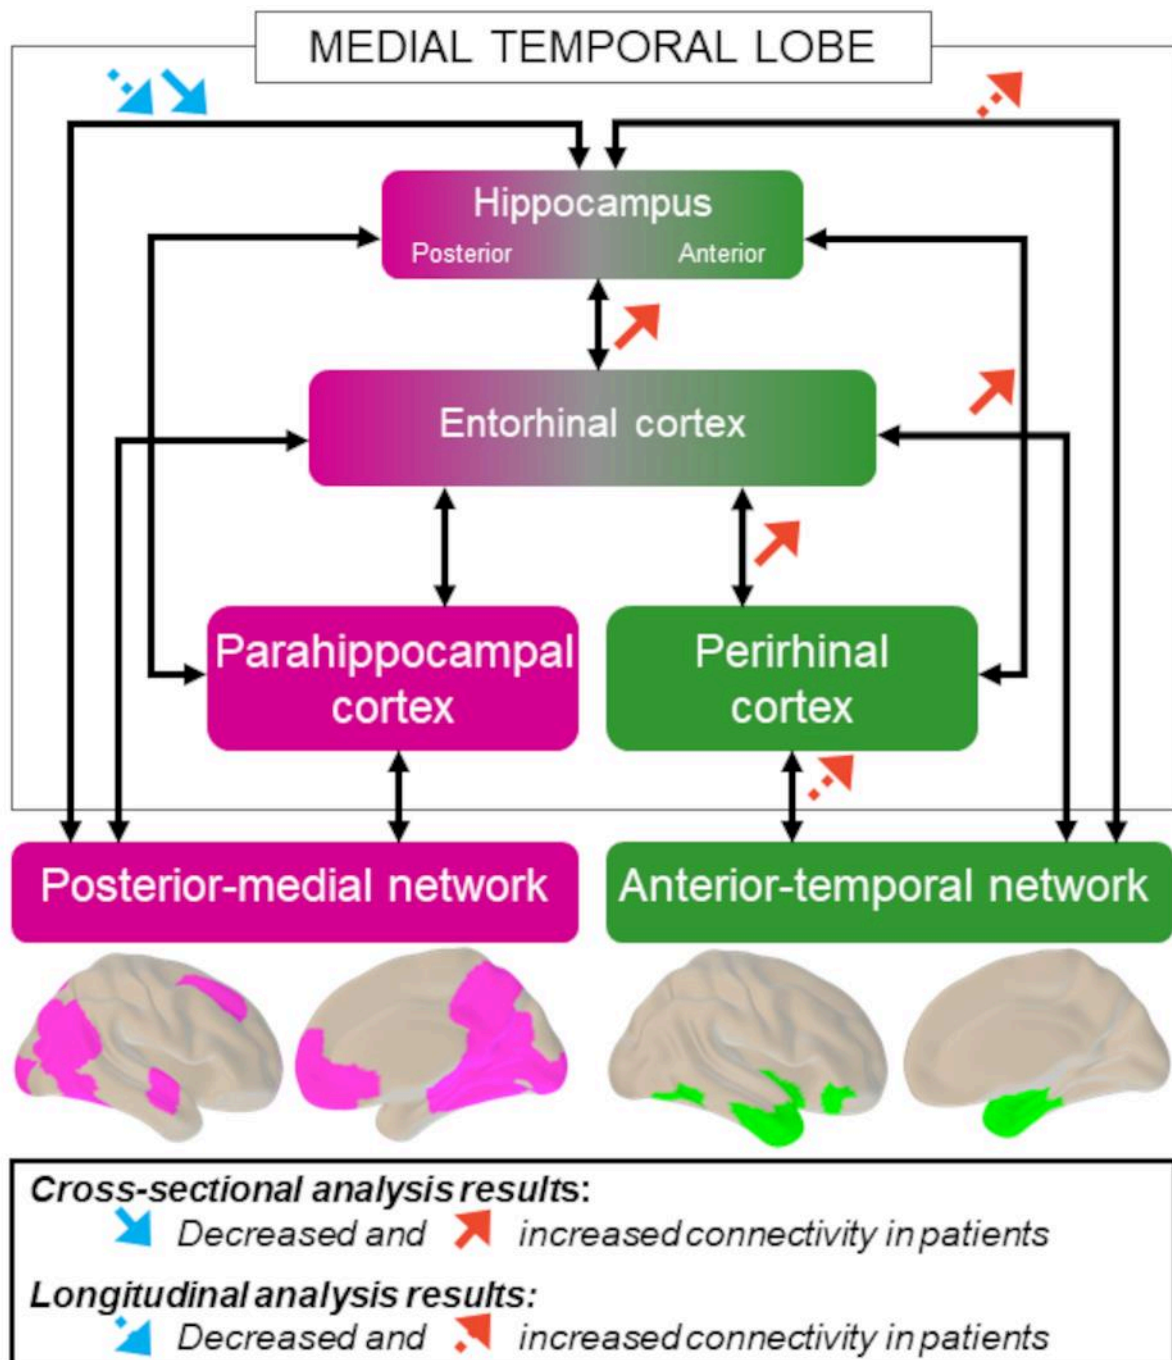 MEDIAL TEMPORAL LOBE
Hippocampus
Posterior Anterior
Entorhinal cortex
Parahippocampal
cortex
Perirhinal
cortex
Posterior-medial network
Anterior-temporal network
Cross-sectional analysis results:
Decreased and increased connectivity in patients
Longitudinal analysis results:
Decreased and increased connectivity in patients